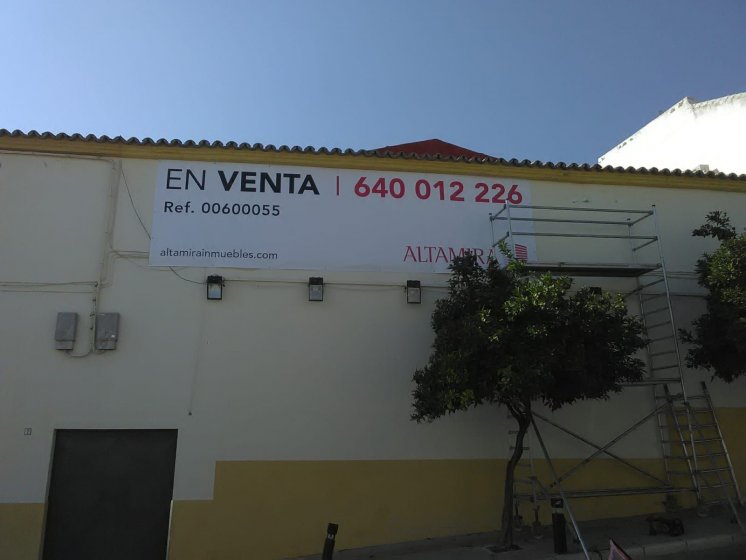 EN VENTA | 640 012 226
Ref. 00600055
altamirainmuebles.com
ALTAMIRA